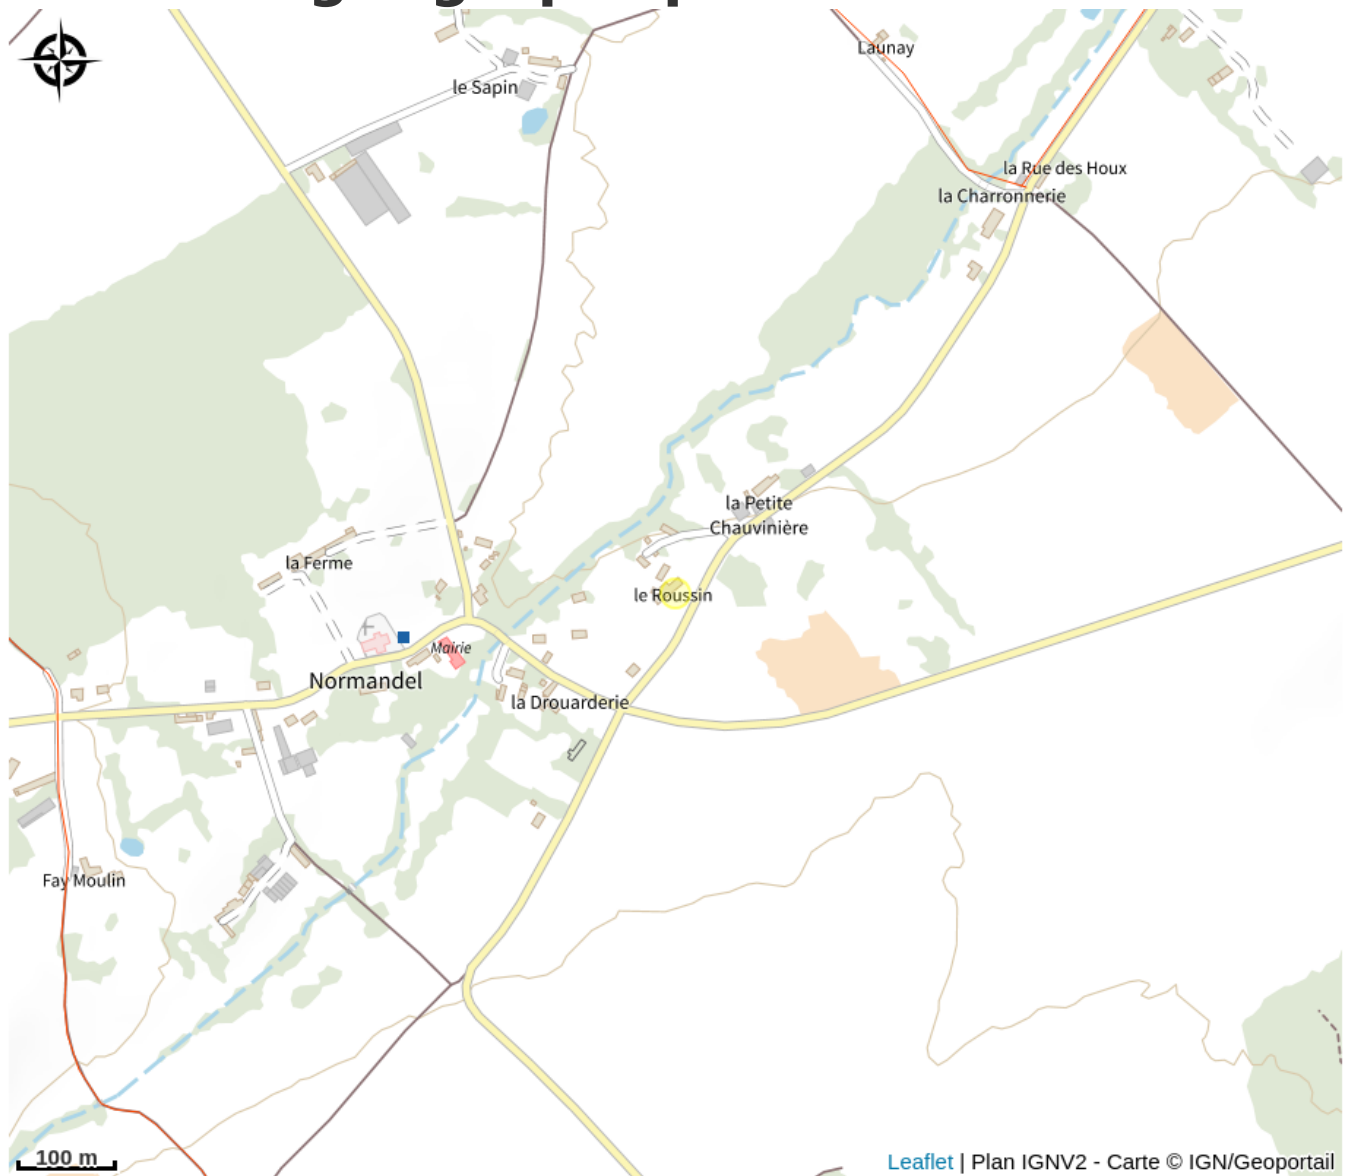 Launay
le Sapin
la Rue des Houx
la Charronnerie
la Petite
Chauvinière
la Ferme
le Roussin
Mairie
Normandel
la Drouarderie
Fay Moulin
100 m
Leaflet | Plan IGNV2 - Carte © IGN/Geoportail